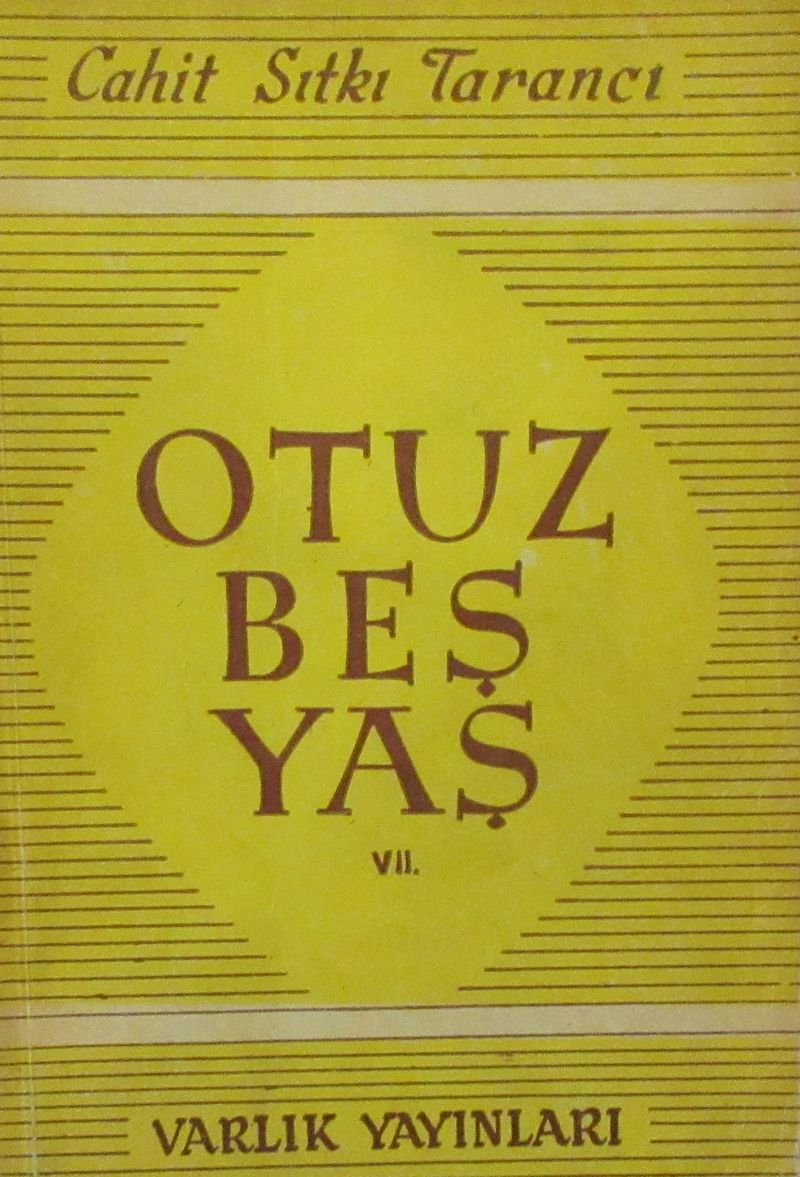 Cahit Sıtkı Tarancı
OTUZ
BEŞ
YAŞ
VII.
VARLIK YAYINLARI